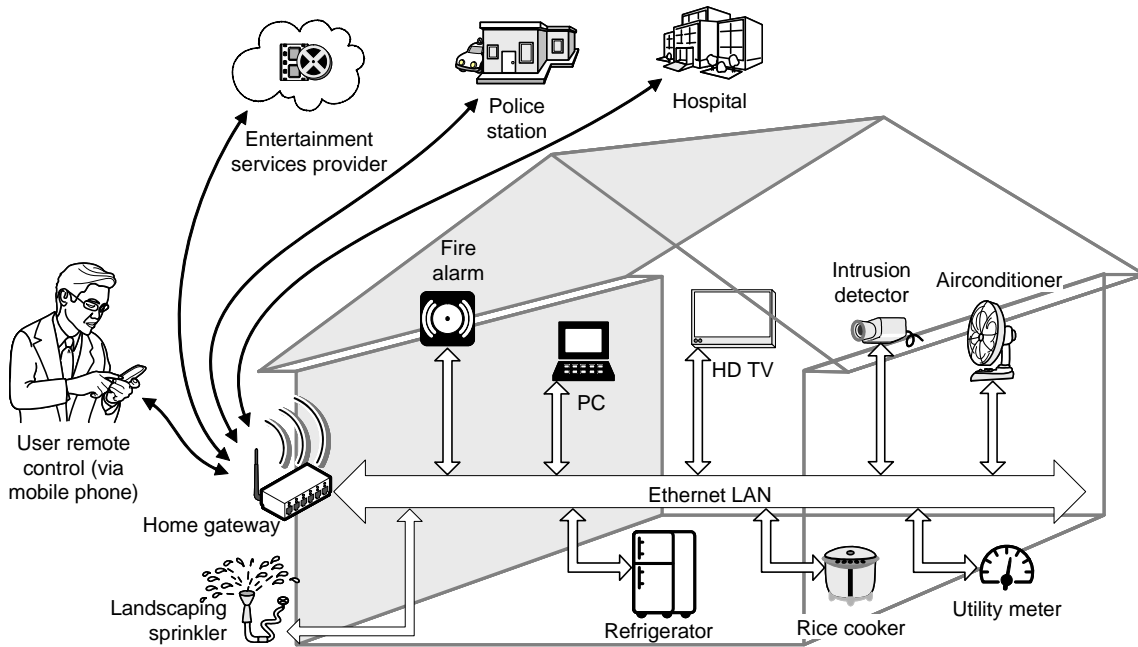 Entertainment
services provider
Police
station
Hospital
Fire
alarm
PC
HD TV
Intrusion
detector
Airconditioner
User remote
control (via
mobile phone)
Home gateway
Ethernet LAN
Landscaping
sprinkler
Refrigerator
Rice cooker
Utility meter